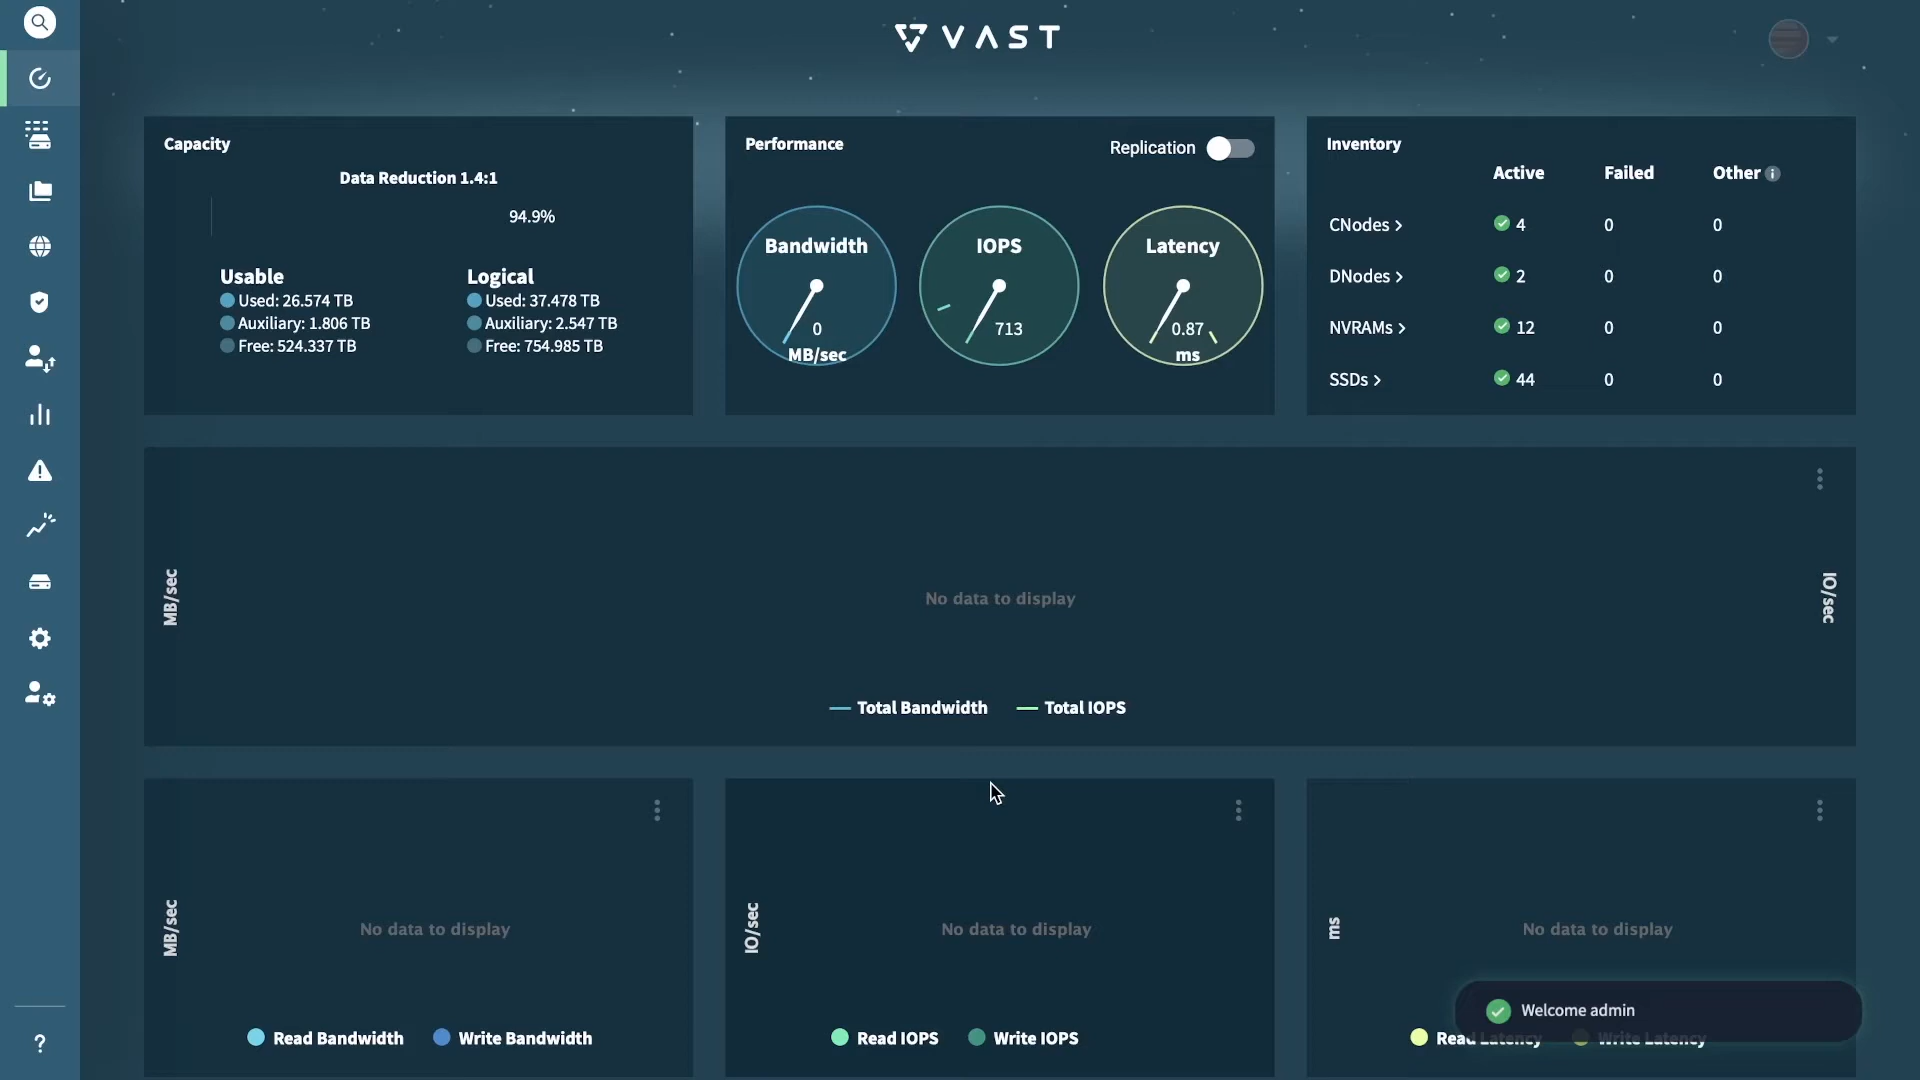 VAST
Capacity
Data Reduction 1.4:1
94.9%
Usable
Used: 26.574 TB
Auxiliary: 1.806 TB
Free: 524.337 TB
Logical
Used: 37.478 TB
Auxiliary: 2.547 TB
Free: 754.985 TB
Performance
Replication
Bandwidth
0
MB/sec
IOPS
713
Latency
0.87
ms
Inventory
Active Failed Other
CNodes 4 0 0
DNodes 2 0 0
NVRAMs 12 0 0
SSDs 44 0 0
MB/sec
No data to display
IO/sec
Total Bandwidth Total IOPS
MB/sec
No data to display
Read Bandwidth Write Bandwidth
IO/sec
No data to display
Read IOPS Write IOPS
ms
No data to display
Welcome admin
Read Latency Write Latency
?